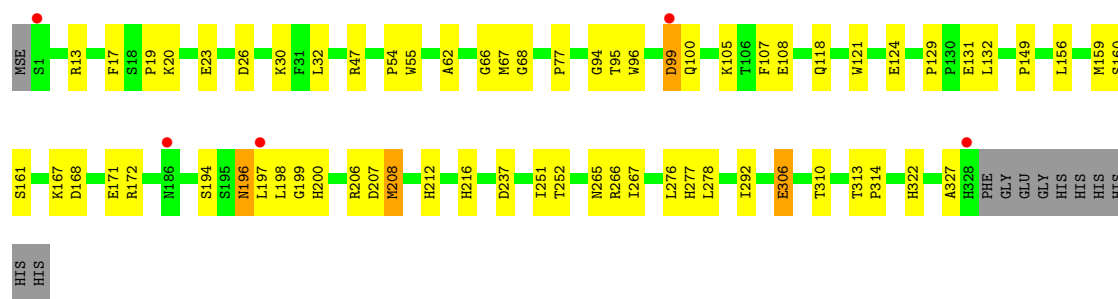 MSE S1 R13 F17 S18 P19 K20 E23 D26 K30 F31 L32 R47 P54 W55 A62 G66 M67 G68 P77 G94 T95 W96 D99 Q100 K105 T106 F107 E108 Q118 W121 E124 P129 P130 E131 L132 P149 L156 M159 S160
S161 K167 D168 E171 R172 N186 S194 S195 N196 L197 L198 G199 H200 R206 D207 M208 H212 H216 D237 I251 T252 N265 R266 I267 L276 H277 L278 I292 E306 T310 T313 P314 H322 A327 H328 PHE GLY GLU GLY HIS HIS HIS HIS
HIS HIS